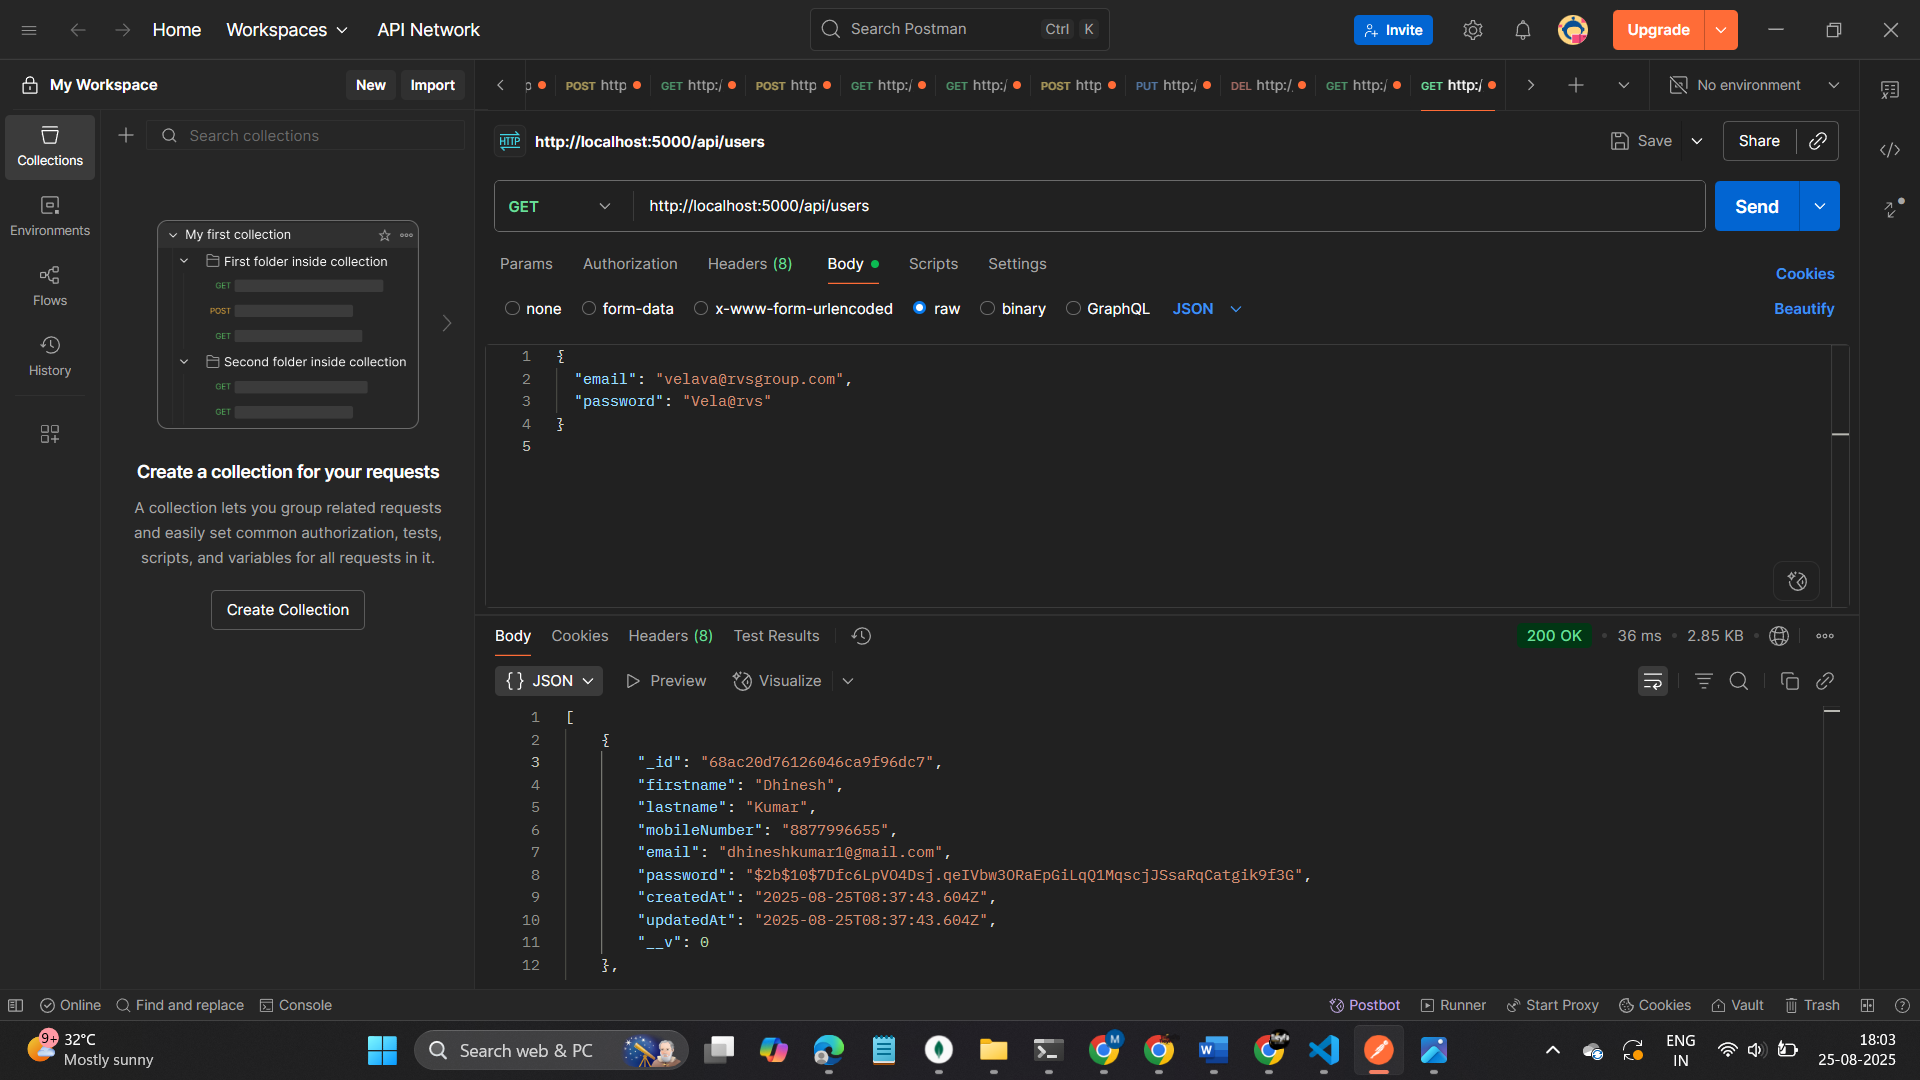 Home
Workspaces
API Network
Search Postman
Ctrl K
Invite
Upgrade
My Workspace
New
Import
POST http
GET http:/
POST http
GET http:/
GET http:/
POST http
PUT http:/
DEL http:/
GET http:/
GET http:/
No environment
Collections
Environments
Flows
History
Search collections
My first collection
First folder inside collection
GET
POST
GET
Second folder inside collection
GET
GET
Create a collection for your requests
A collection lets you group related requests
and easily set common authorization, tests,
scripts, and variables for all requests in it.
Create Collection
HTTP http://localhost:5000/api/users
Save
Share
GET http://localhost:5000/api/users
Send
Params Authorization Headers (8) Body Scripts Settings
Cookies
none form-data x-www-form-urlencoded raw binary GraphQL JSON
Beautify
1 {
2 "email": "velava@rvsgroup.com",
3 "password": "Vela@rvs"
4 }
5
Body Cookies Headers (8) Test Results
200 OK • 36 ms • 2.85 KB
{} JSON Preview Visualize
1 [
2 {
3 "_id": "68ac20d76126046ca9f96dc7",
4 "firstname": "Dhinesh",
5 "lastname": "Kumar",
6 "mobileNumber": "8877996655",
7 "email": "dhineshkumar1@gmail.com",
8 "password": "$2b$10$7Dfc6LpVO4Dsj.qeIVbw3ORaEpGiLqQ1MqscjJSsaRqCatgik9f3G",
9 "createdAt": "2025-08-25T08:37:43.604Z",
10 "updatedAt": "2025-08-25T08:37:43.604Z",
11 "__v": 0
12 },
Online
Find and replace
Console
Postbot
Runner
Start Proxy
Cookies
Vault
Trash
9+
32°C
Mostly sunny
Search web & PC
M
W
ENG
IN
18:03
25-08-2025